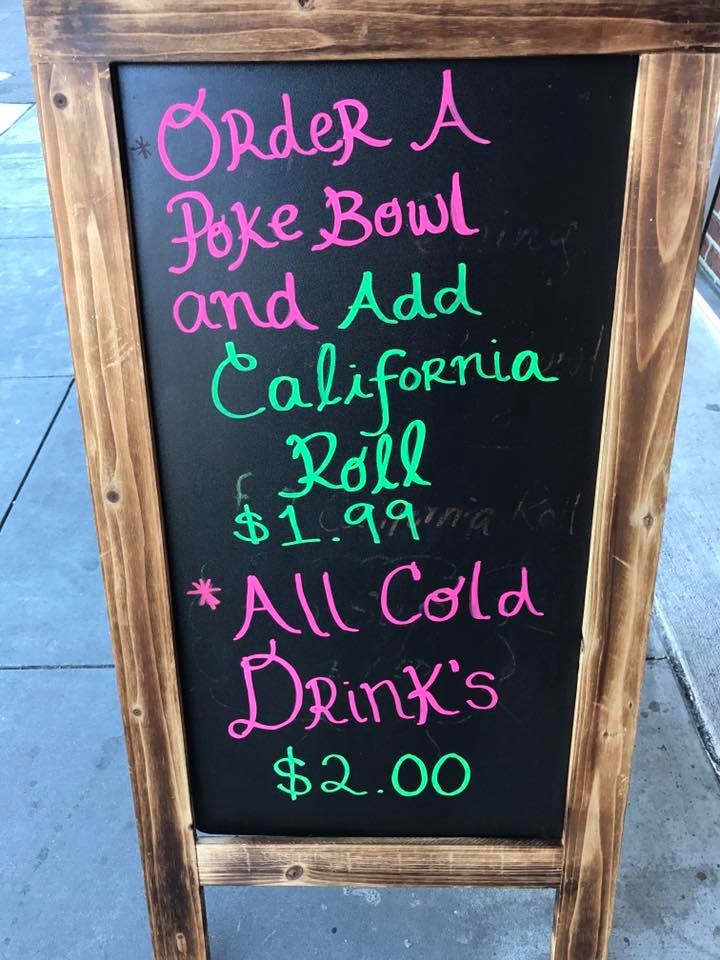 *ORdeR A
Poke Bowl
and Add
California
Roll
$1.99
*All Cold
DRink's
$2.00